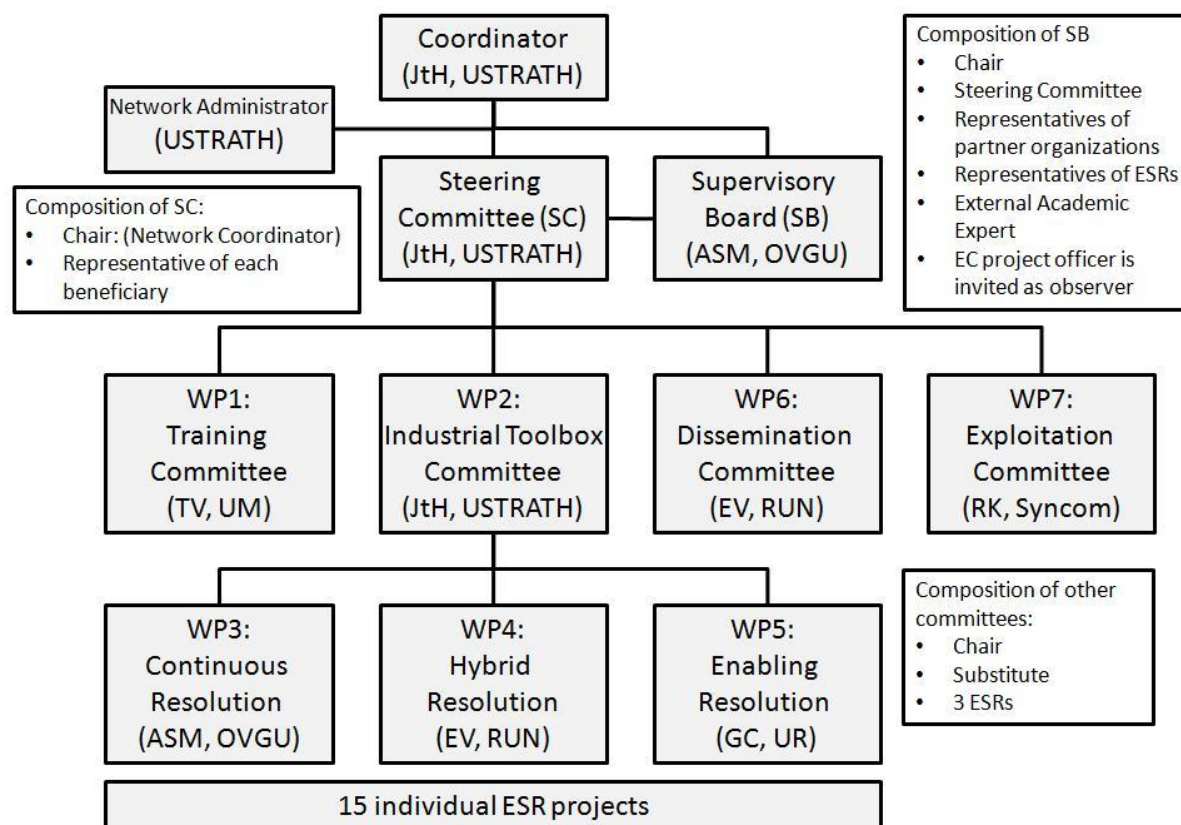 Coordinator
(JtH, USTRATH)
Composition of SB
• Chair
• Steering Committee
• Representatives of
partner organizations
• Representatives of ESRs
• External Academic
Expert
• EC project officer is
invited as observer
Network Administrator
(USTRATH)
Steering
Committee (SC)
(JtH, USTRATH)
Supervisory
Board (SB)
(ASM, OVGU)
Composition of SC:
• Chair: (Network Coordinator)
• Representative of each
beneficiary
WP1:
Training
Committee
(TV, UM)
WP2:
Industrial Toolbox
Committee
(JtH, USTRATH)
WP6:
Dissemination
Committee
(EV, RUN)
WP7:
Exploitation
Committee
(RK, Syncom)
WP3:
Continuous
Resolution
(ASM, OVGU)
WP4:
Hybrid
Resolution
(EV, RUN)
WP5:
Enabling
Resolution
(GC, UR)
Composition of other
committees:
• Chair
• Substitute
• 3 ESRs
15 individual ESR projects